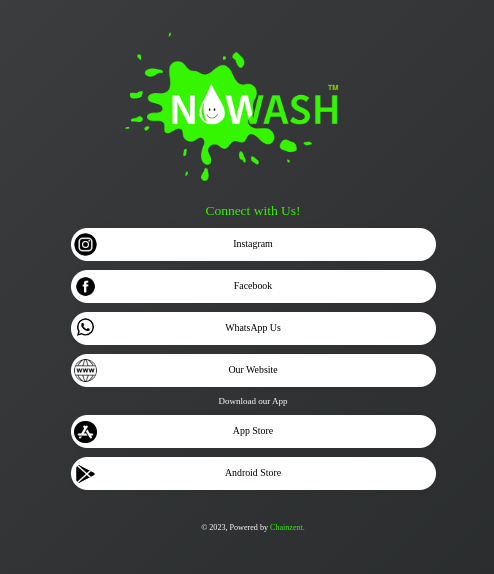 NOWASH™
Connect with Us!
Instagram
Facebook
WhatsApp Us
www
Our Website
Download our App
App Store
Android Store
© 2023, Powered by Chainzent.